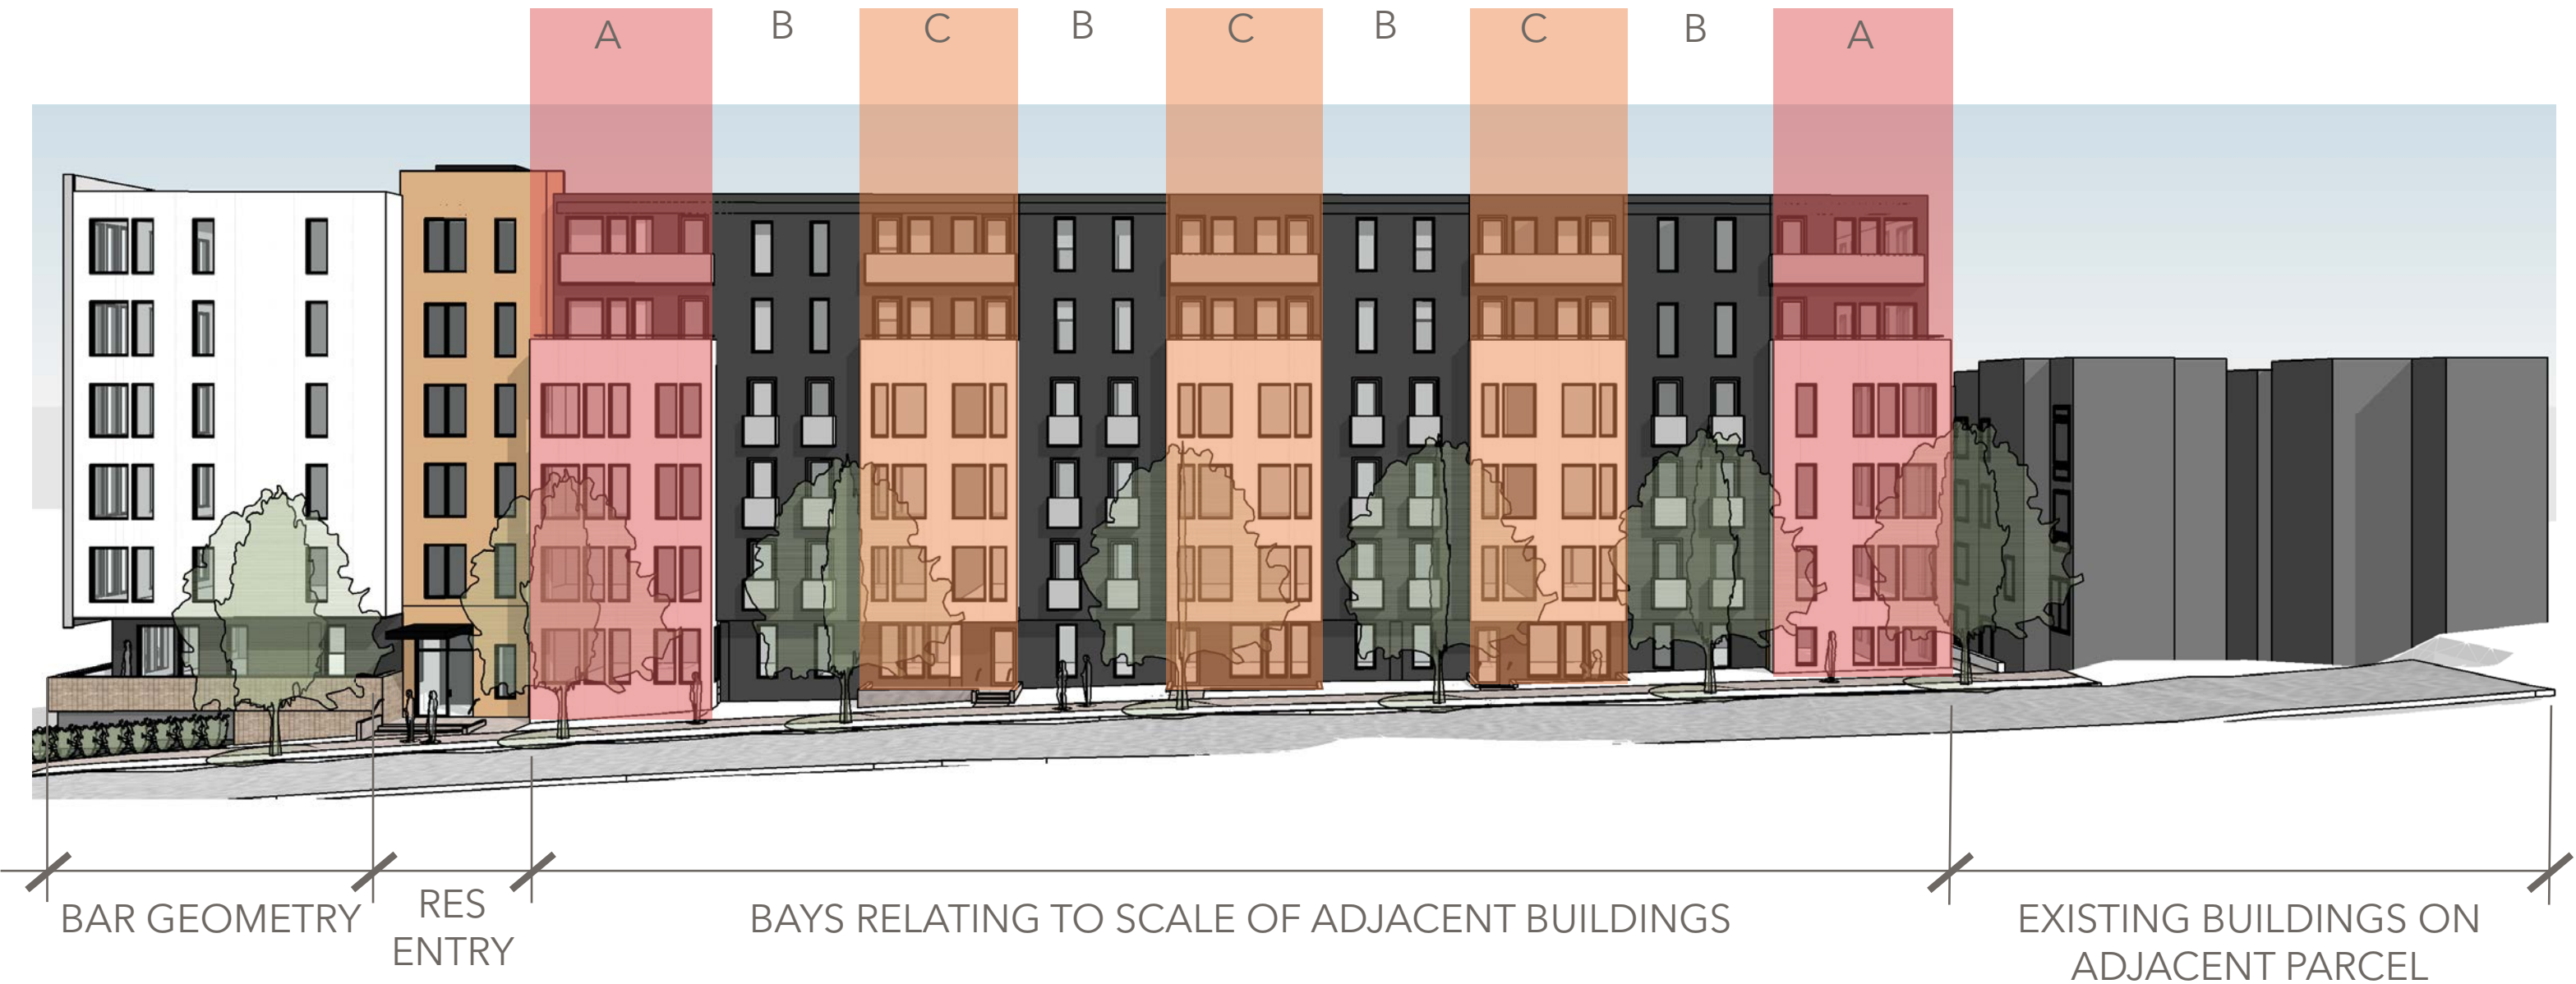 A B C B C B C B A
BAR GEOMETRY
RES
ENTRY
BAYS RELATING TO SCALE OF ADJACENT BUILDINGS
EXISTING BUILDINGS ON
ADJACENT PARCEL